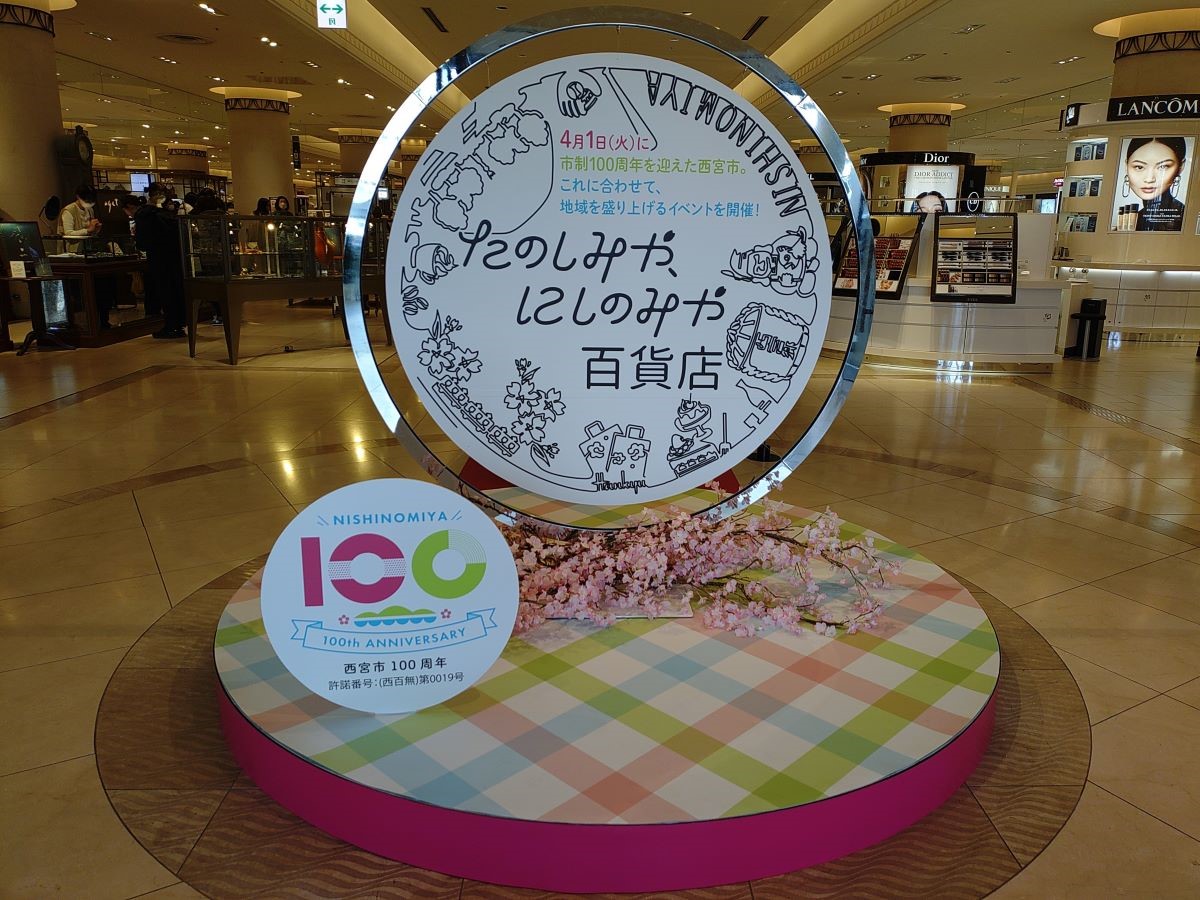 NISHINOMIYA
4月1日(火)に
市制100周年を迎えた西宮市。
これに合わせて、
地域を盛り上げるイベントを開催!
たのしみや、
にしのみや
百貨店
Hankyu
NISHINOMIYA
100
100th ANNIVERSARY
西宮市 100 周年
許諾番号:(西百無)第0019号
Dior
DIOR ADDICT
LANCÔM